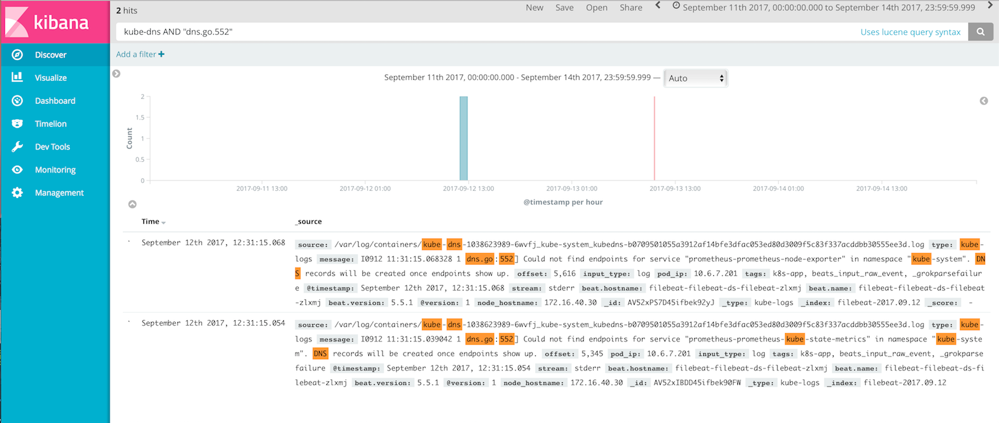 kibana
Discover
Visualize
Dashboard
Timelion
Dev Tools
Monitoring
Management
2 hits
New Save Open Share September 11th 2017, 00:00:00.000 to September 14th 2017, 23:59:59.999
kube-dns AND "dns.go.552" Uses lucene query syntax
Add a filter +
September 11th 2017, 00:00:00.000 - September 14th 2017, 23:59:59.999 — Auto
2
1.5
1
0.5
0
Count
2017-09-11 13:00 2017-09-12 01:00 2017-09-12 13:00 2017-09-13 01:00 2017-09-13 13:00 2017-09-14 01:00 2017-09-14 13:00
@timestamp per hour
Time _source
September 12th 2017, 12:31:15.068 source: /var/log/containers/kube-dns-1038623989-6wvfj_kube-system_kubedns-b0709501055a3912af14bfe3dfac053ed80d3009f5c83f337acddbb30555ee3d.log type: kube-
logs message: I0912 11:31:15.068328 1 dns.go:552] Could not find endpoints for service "prometheus-prometheus-node-exporter" in namespace "kube-system". DN
S records will be created once endpoints show up. offset: 5,616 input_type: log pod_ip: 10.6.7.201 tags: k8s-app, beats_input_raw_event, _grokparsefailur
e @timestamp: September 12th 2017, 12:31:15.068 stream: stderr beat.hostname: filebeat-filebeat-ds-filebeat-zlxmj beat.name: filebeat-filebeat-ds-filebeat
-zlxmj beat.version: 5.5.1 @version: 1 node_hostname: 172.16.40.30 _id: AV52xPS7D45ifbek92yJ _type: kube-logs _index: filebeat-2017.09.12 _score: -
September 12th 2017, 12:31:15.054 source: /var/log/containers/kube-dns-1038623989-6wvfj_kube-system_kubedns-b0709501055a3912af14bfe3dfac053ed80d3009f5c83f337acddbb30555ee3d.log type: kube-
logs message: I0912 11:31:15.039042 1 dns.go:552] Could not find endpoints for service "prometheus-prometheus-kube-state-metrics" in namespace "kube-syste
m". DNS records will be created once endpoints show up. offset: 5,345 pod_ip: 10.6.7.201 input_type: log tags: k8s-app, beats_input_raw_event, _grokparse
failure @timestamp: September 12th 2017, 12:31:15.054 stream: stderr beat.hostname: filebeat-filebeat-ds-filebeat-zlxmj beat.name: filebeat-filebeat-ds-fi
lebeat-zlxmj beat.version: 5.5.1 @version: 1 node_hostname: 172.16.40.30 _id: AV52xIBDD45ifbek90FW _type: kube-logs _index: filebeat-2017.09.12